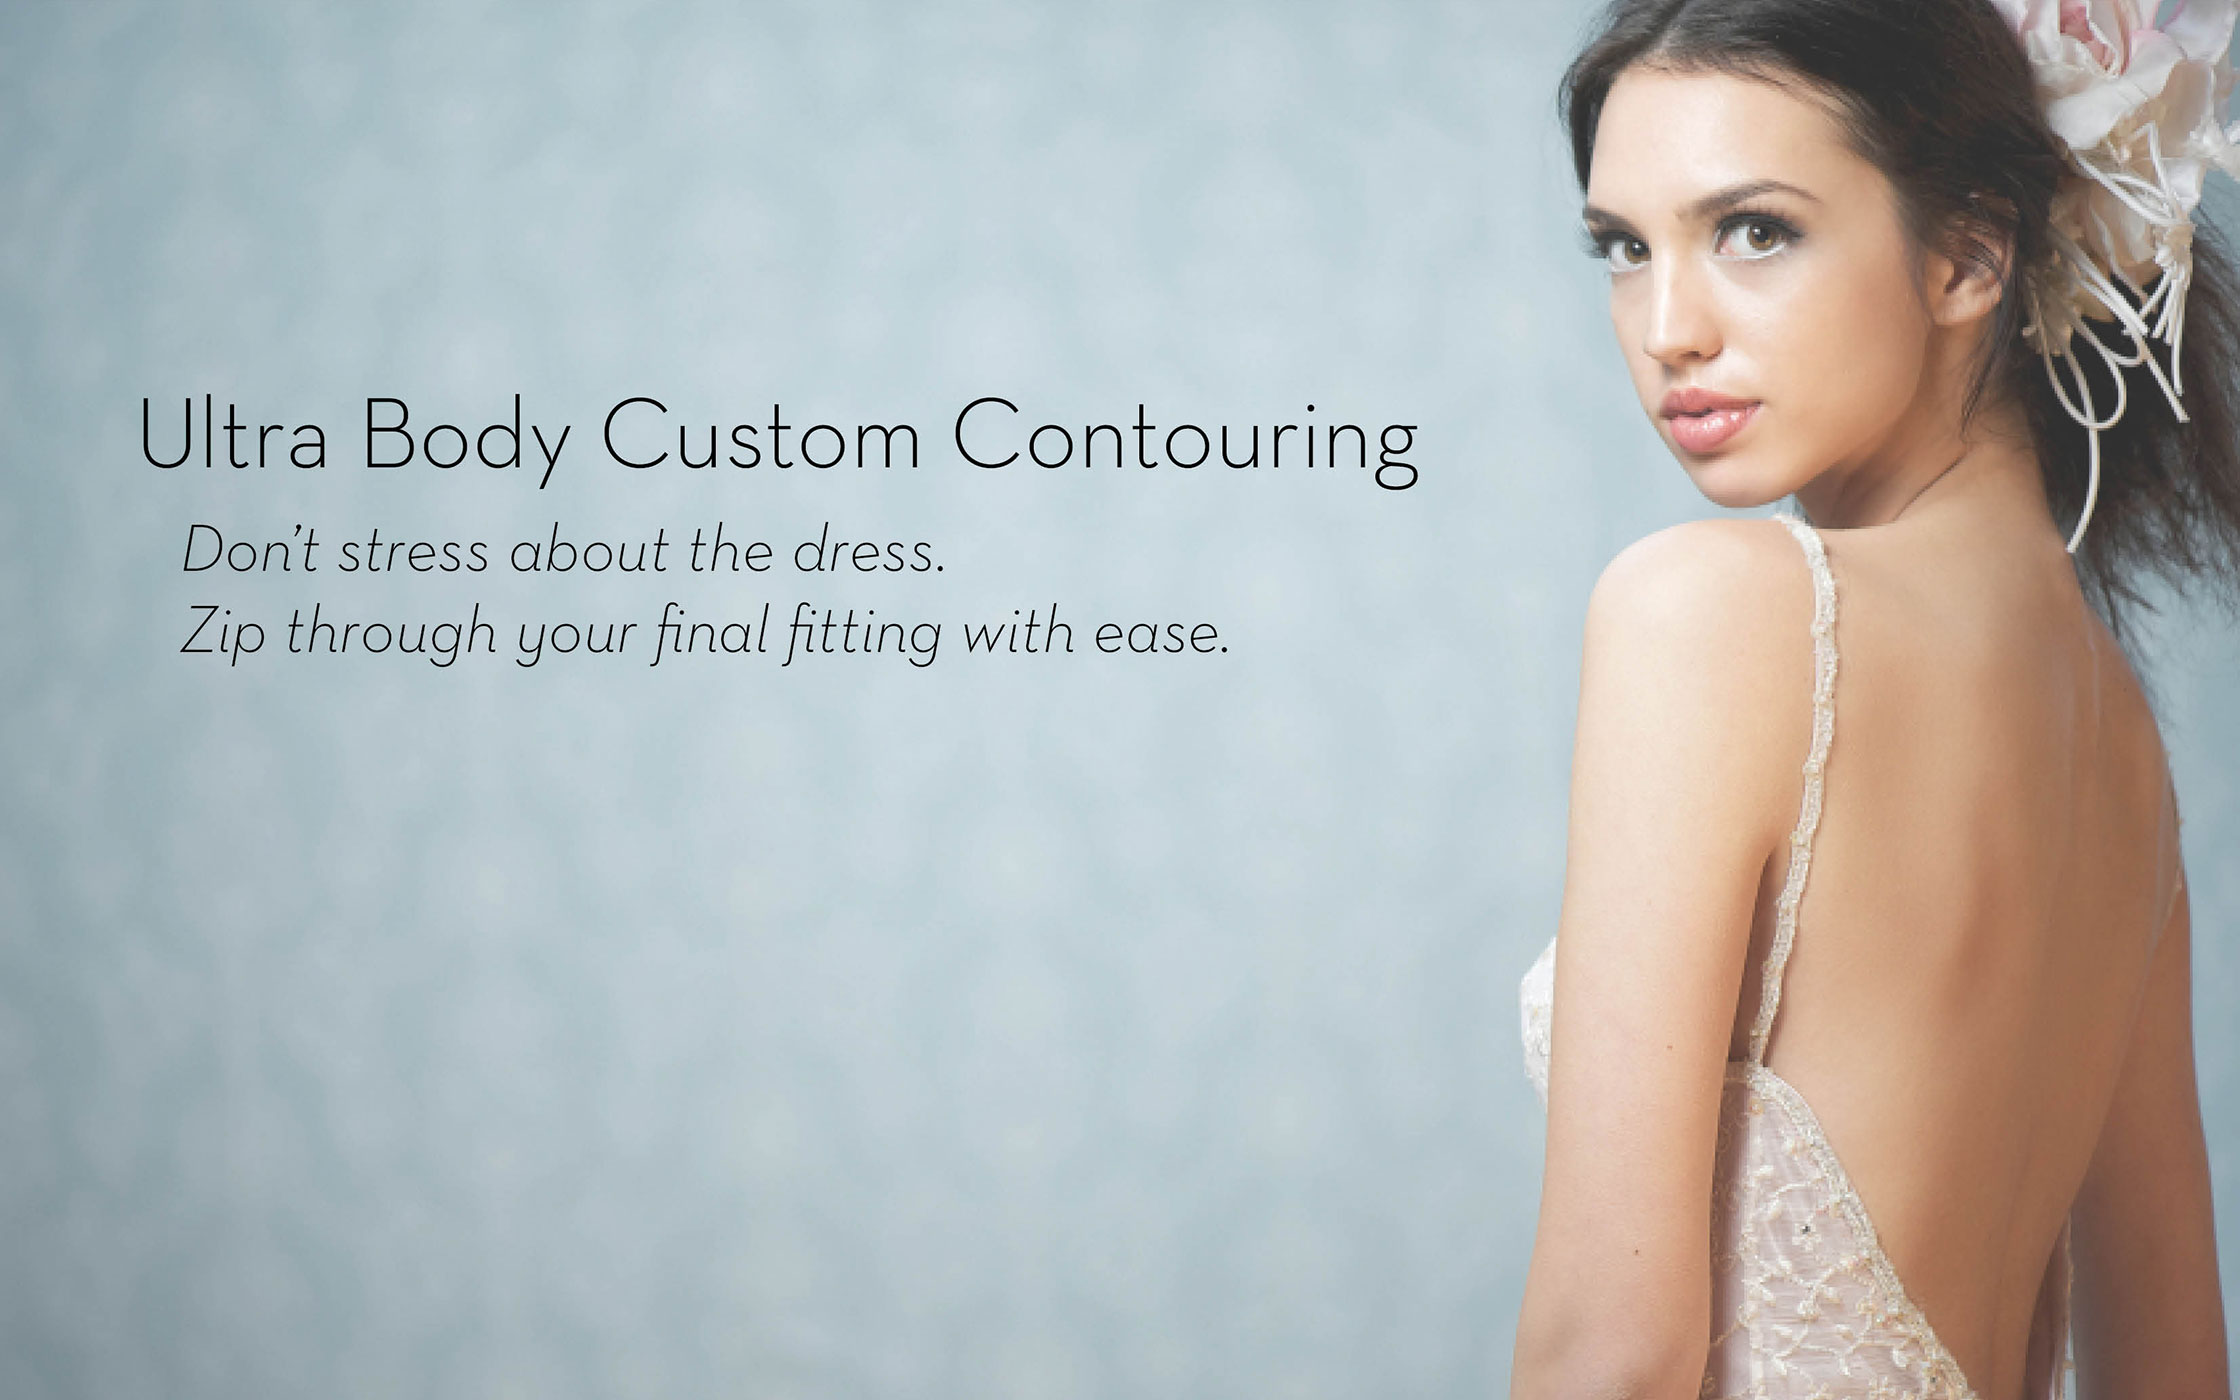 Ultra Body Custom Contouring
Don't stress about the dress.
Zip through your final fitting with ease.